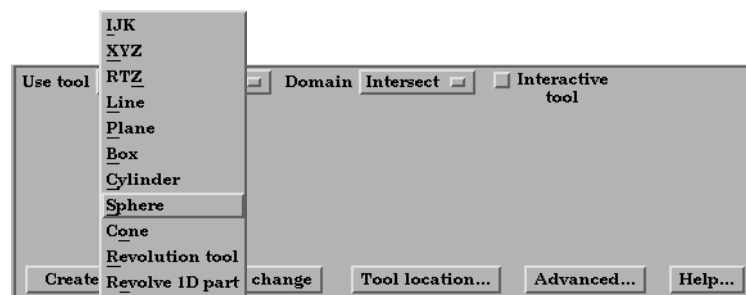 IJK
XYZ
RTZ
Use tool Domain Intersect Interactive
tool
Line
Plane
Box
Cylinder
Sphere
Cone
Revolution tool
Create change Tool location... Advanced... Help...
Revolve 1D part